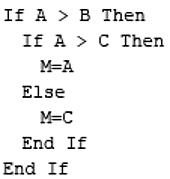 If A > B Then
  If A > C Then
    M=A
  Else
    M=C
  End If
End If